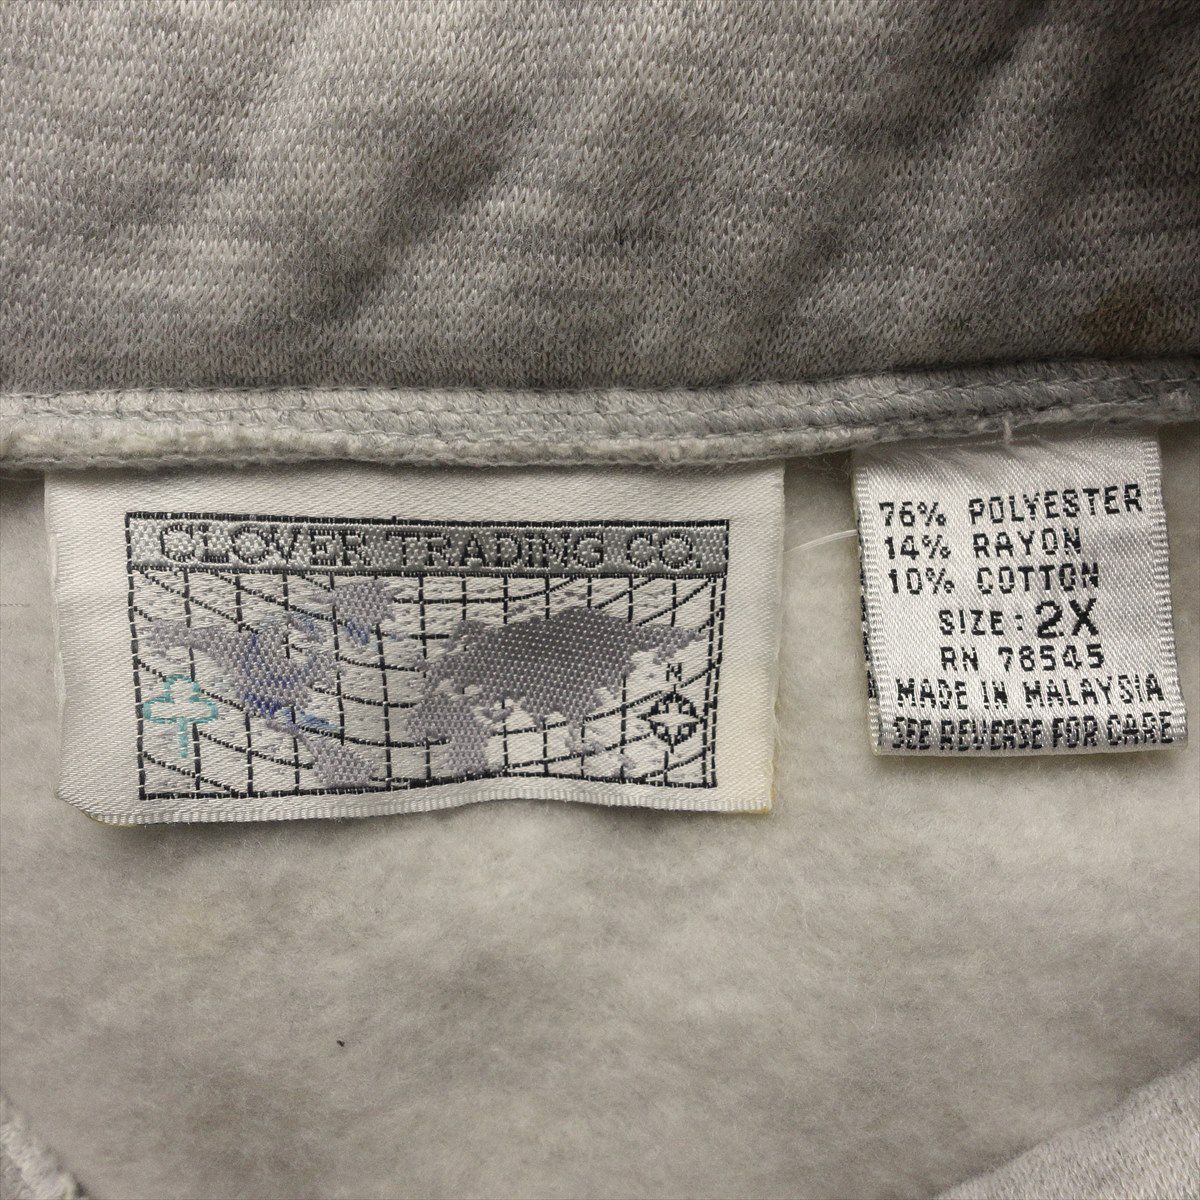 CLOVER TRADING CO.
N
76% POLYESTER
14% RAYON
10% COTTON
SIZE: 2X
RN 76545
MADE IN MALAYSIA
SEE REVERSE FOR CARE